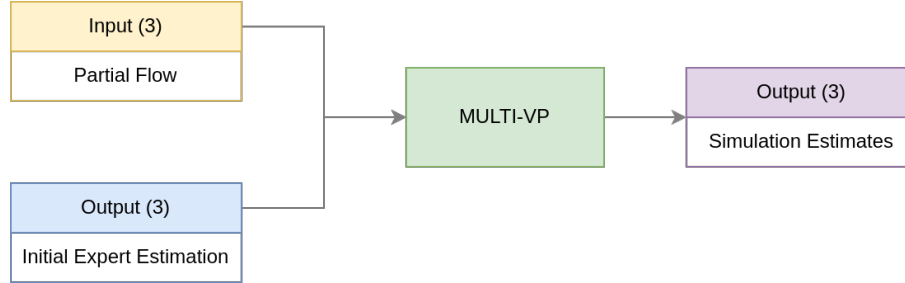 Input (3)
Partial Flow
Output (3)
Initial Expert Estimation
MULTI-VP
Output (3)
Simulation Estimates